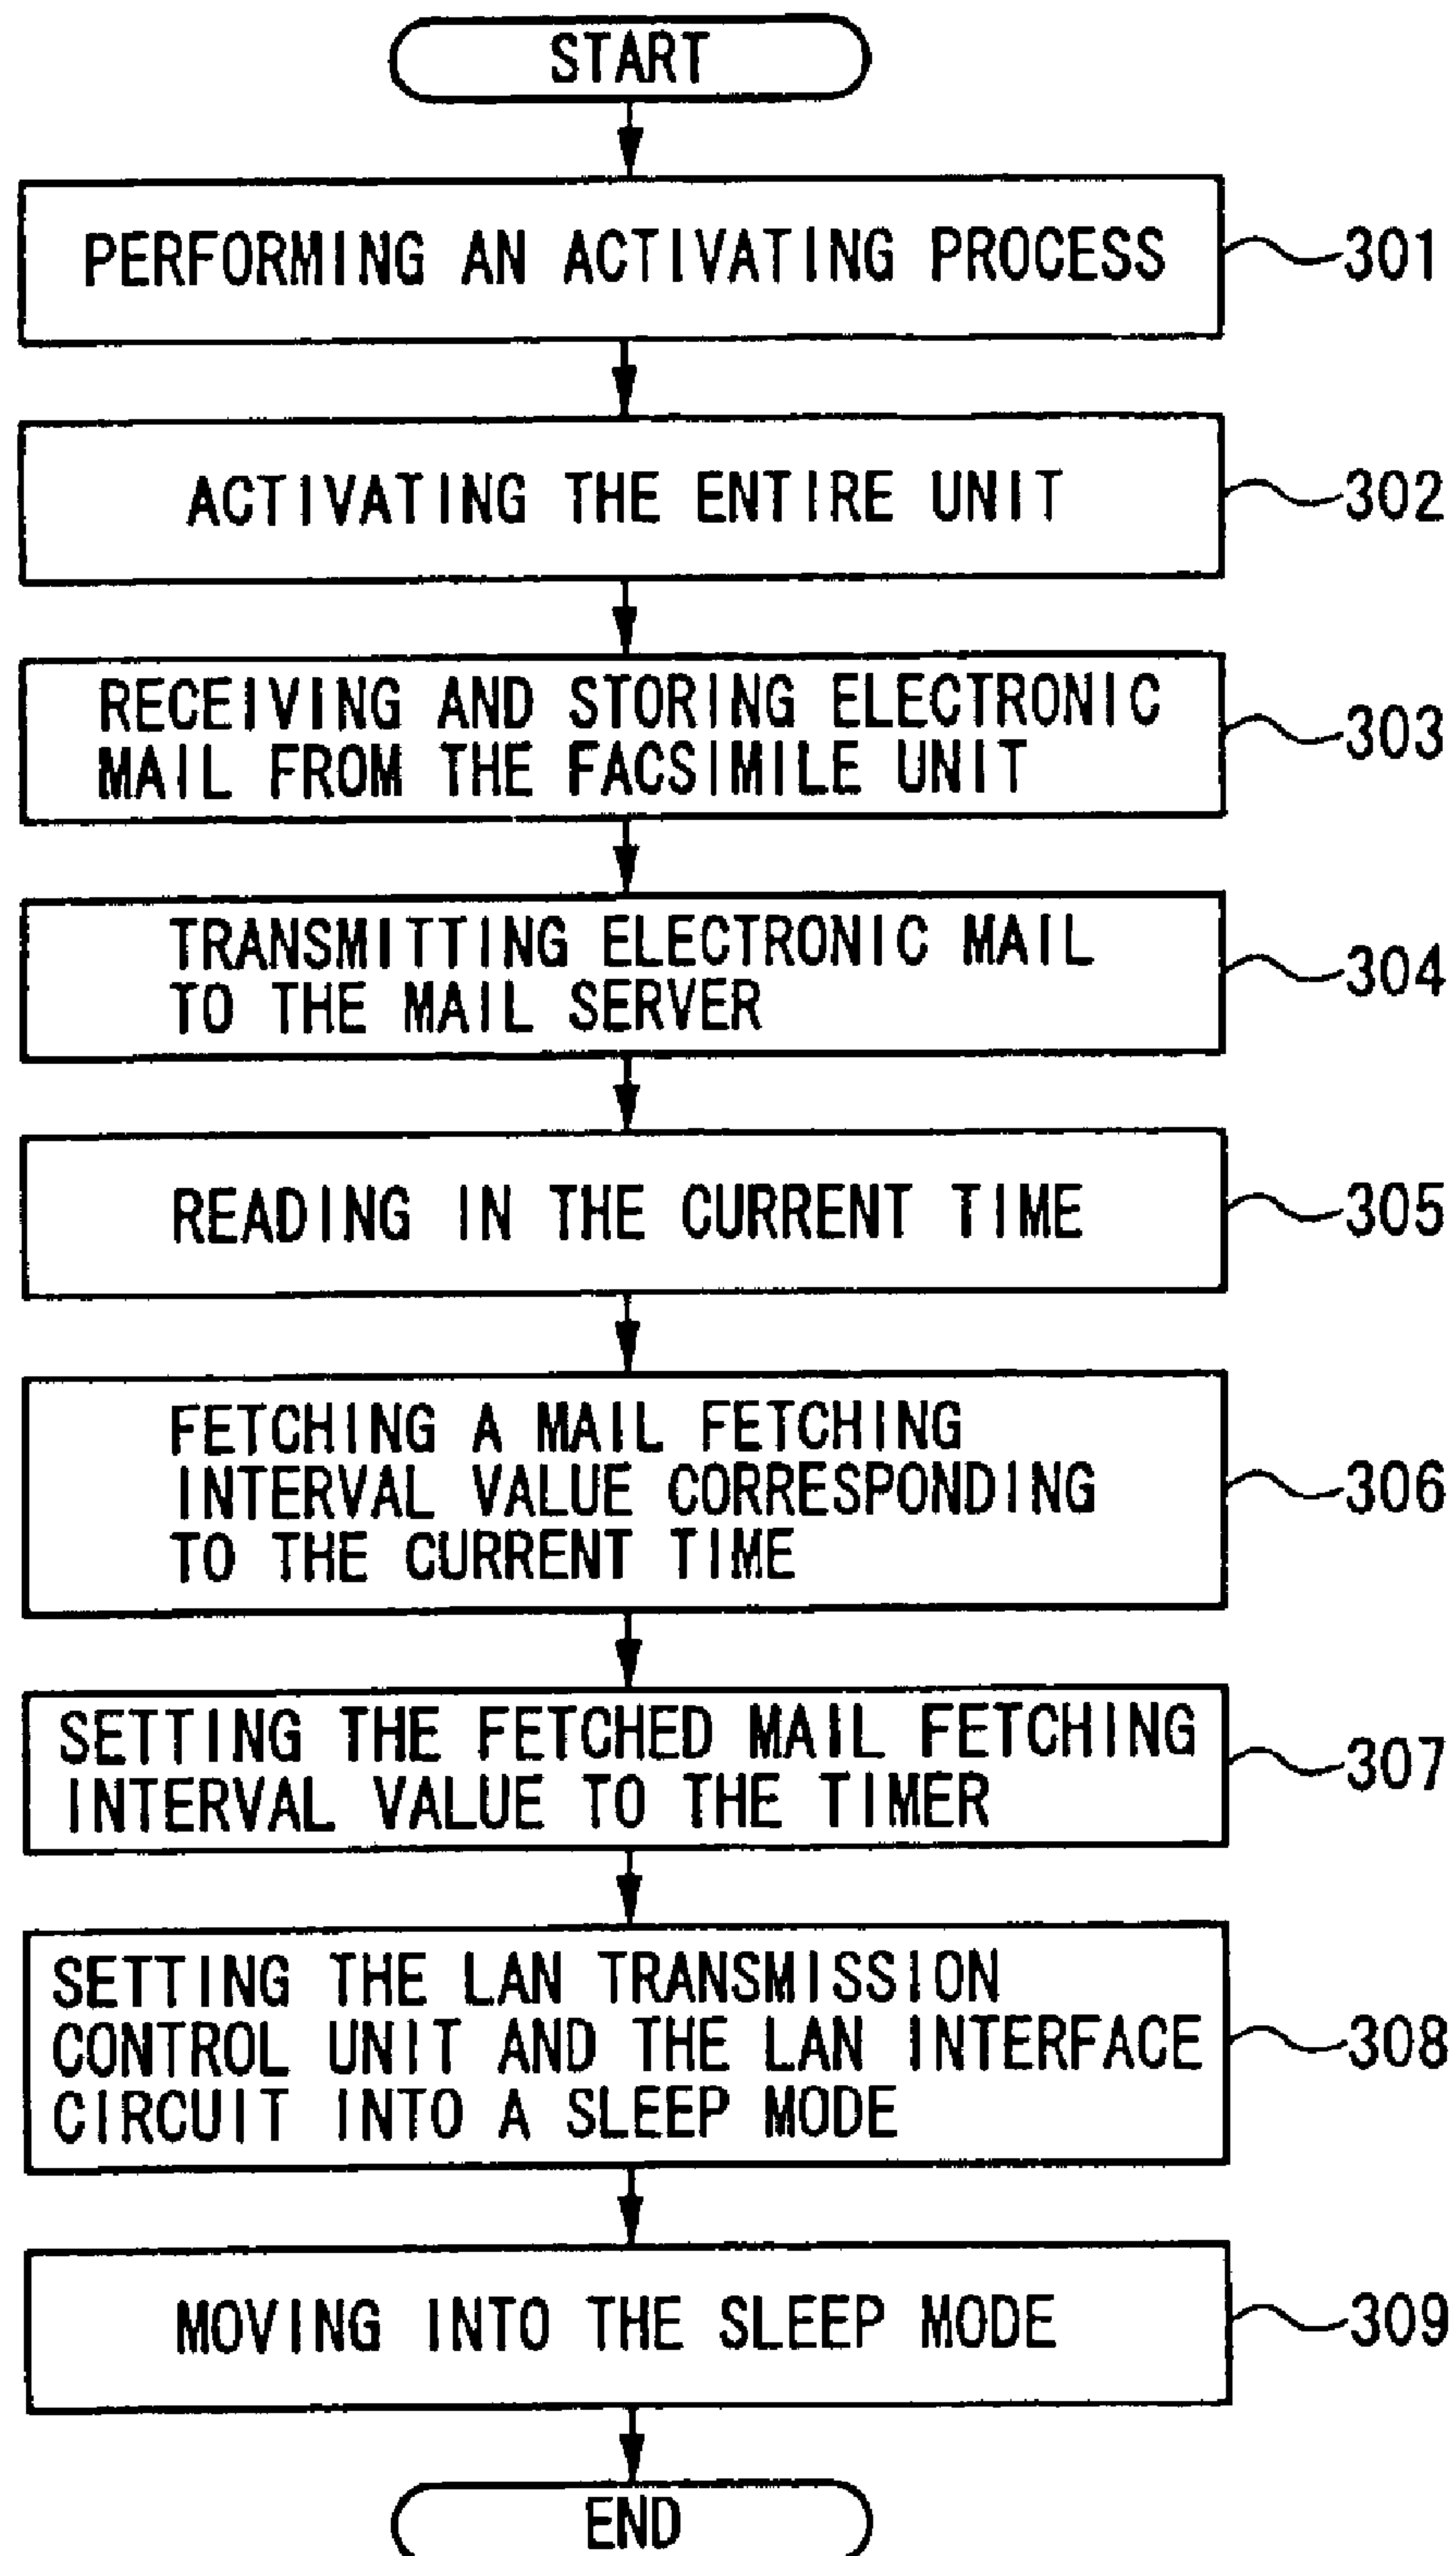 START
PERFORMING AN ACTIVATING PROCESS
301
ACTIVATING THE ENTIRE UNIT
302
RECEIVING AND STORING ELECTRONIC
MAIL FROM THE FACSIMILE UNIT
303
TRANSMITTING ELECTRONIC MAIL
TO THE MAIL SERVER
304
READING IN THE CURRENT TIME
305
FETCHING A MAIL FETCHING
INTERVAL VALUE CORRESPONDING
TO THE CURRENT TIME
306
SETTING THE FETCHED MAIL FETCHING
INTERVAL VALUE TO THE TIMER
307
SETTING THE LAN TRANSMISSION
CONTROL UNIT AND THE LAN INTERFACE
CIRCUIT INTO A SLEEP MODE
308
MOVING INTO THE SLEEP MODE
309
END